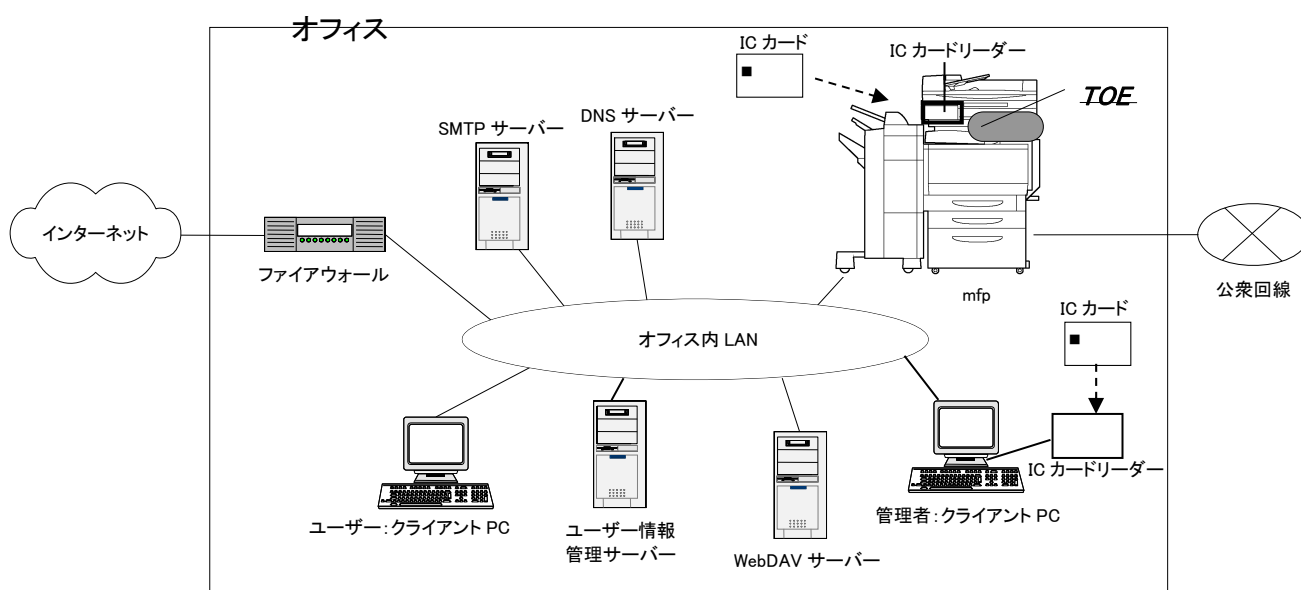 オフィス
IC カード
IC カードリーダー
TOE
SMTP サーバー
DNS サーバー
インターネット
ファイアウォール
mfp
公衆回線
IC カード
オフィス内 LAN
IC カードリーダー
ユーザー：クライアント PC
ユーザー情報
管理サーバー
WebDAV サーバー
管理者：クライアント PC